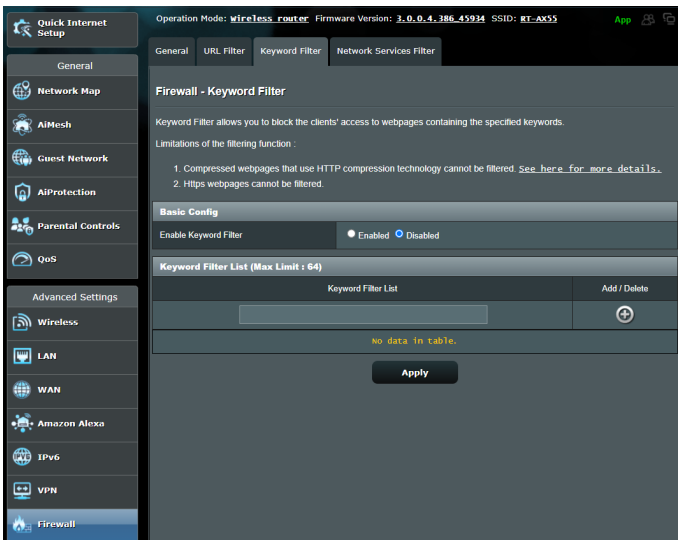 Quick Internet
Setup
General
Network Map
AiMesh
Guest Network
AiProtection
Parental Controls
QoS
Advanced Settings
Wireless
LAN
WAN
Amazon Alexa
IPv6
VPN
Firewall
Operation Mode: Wireless router Firmware Version: 3.0.0.4.386_45934 SSID: RT-AX55 App
General URL Filter Keyword Filter Network Services Filter
Firewall - Keyword Filter
Keyword Filter allows you to block the clients' access to webpages containing the specified keywords.
Limitations of the filtering function :
1. Compressed webpages that use HTTP compression technology cannot be filtered. See here for more details.
2. Https webpages cannot be filtered.
Basic Config
Enable Keyword Filter Enabled Disabled
Keyword Filter List (Max Limit : 64)
Keyword Filter List Add / Delete
No data in table.
Apply